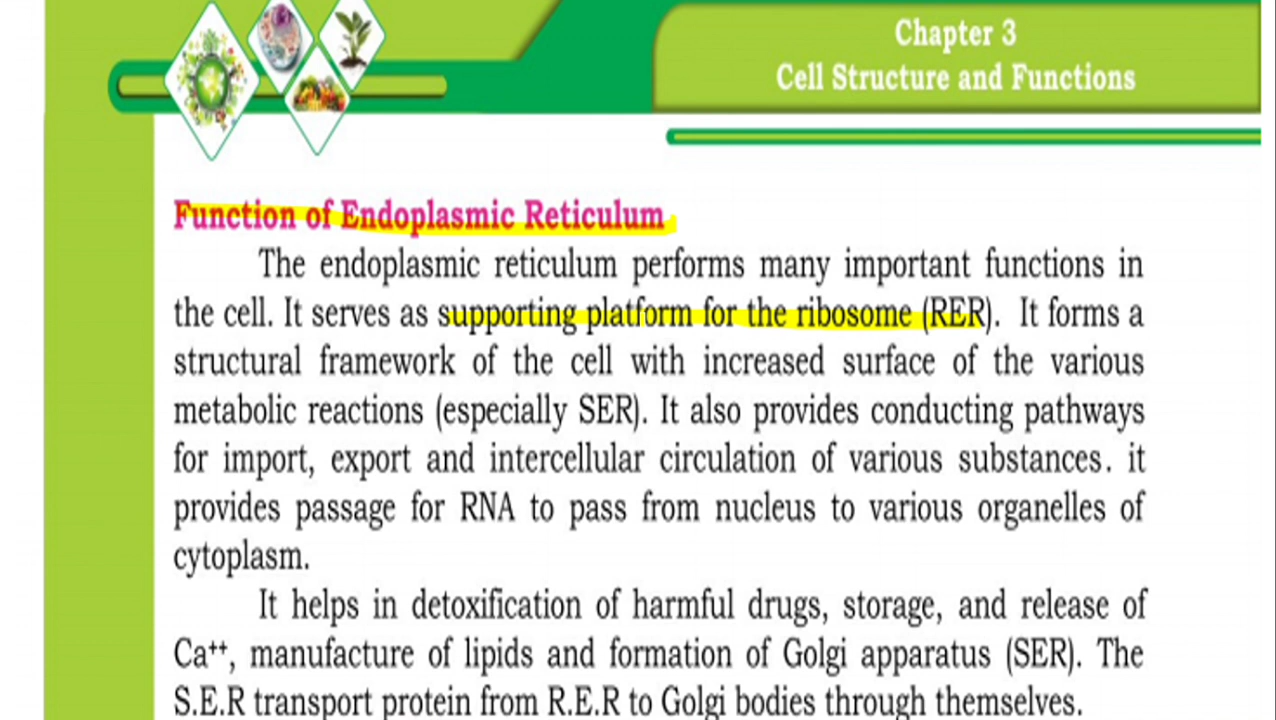 Chapter 3
Cell Structure and Functions
Function of Endoplasmic Reticulum
The endoplasmic reticulum performs many important functions in
the cell. It serves as supporting platform for the ribosome (RER). It forms a
structural framework of the cell with increased surface of the various
metabolic reactions (especially SER). It also provides conducting pathways
for import, export and intercellular circulation of various substances. it
provides passage for RNA to pass from nucleus to various organelles of
cytoplasm.
It helps in detoxification of harmful drugs, storage, and release of
Ca⁺⁺, manufacture of lipids and formation of Golgi apparatus (SER). The
S.E.R transport protein from R.E.R to Golgi bodies through themselves.